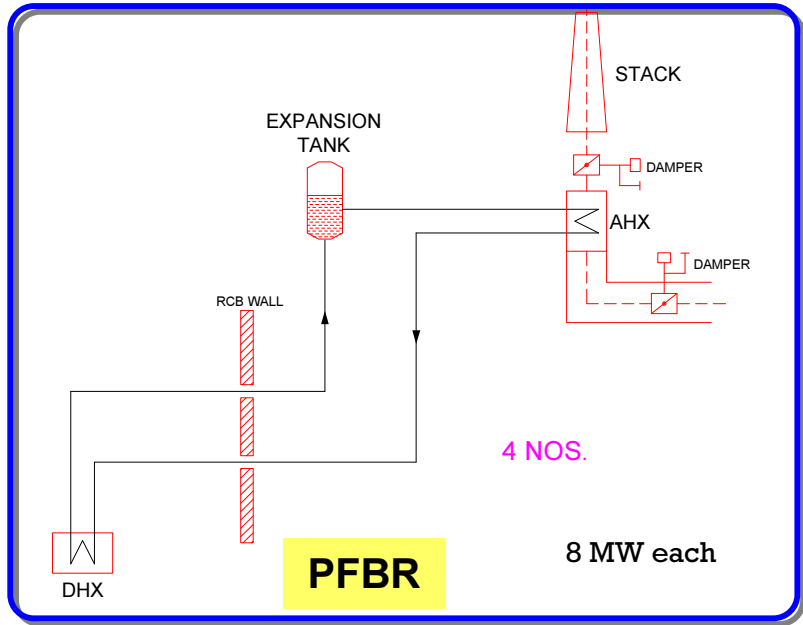 STACK
EXPANSION
TANK
DAMPER
AHX
DAMPER
RCB WALL
4 NOS.
8 MW each
PFBR
DHX